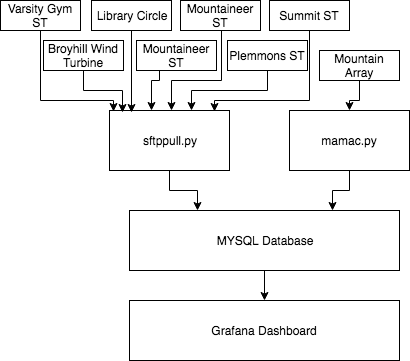 Varsity Gym
ST
Library Circle
Mountaineer
ST
Summit ST
Broyhill Wind
Turbine
Mountaineer
ST
Plemmons ST
Mountain
Array
sftppull.py
mamac.py
MYSQL Database
Grafana Dashboard